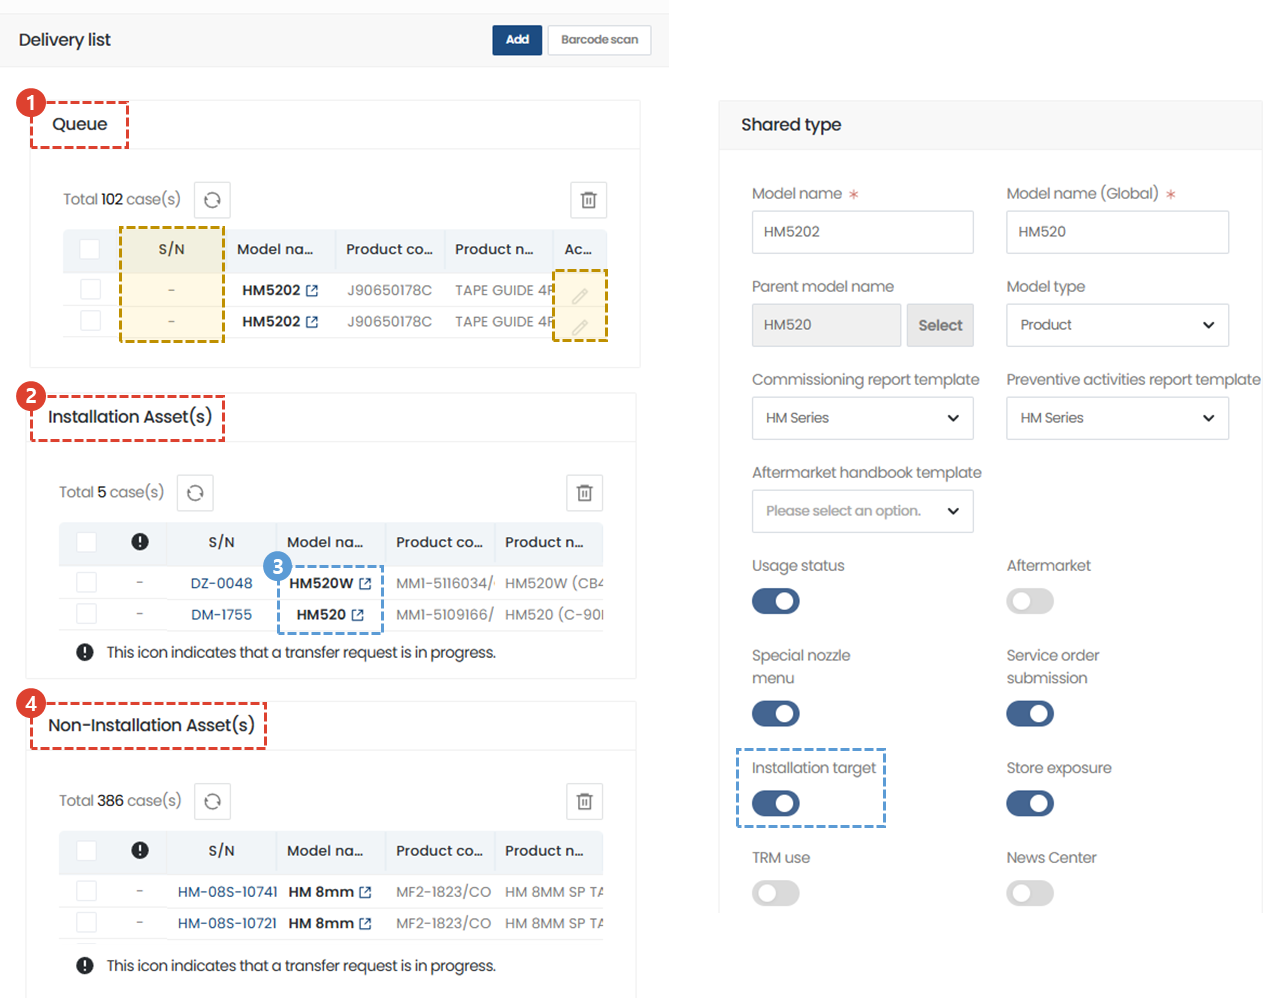 Delivery list
Add
Barcode scan
1
Queue
Total 102 case(s)
S/N Model na... Product co... Product n... Ac...
- HM5202 J90650178C TAPE GUIDE 4F
- HM5202 J90650178C TAPE GUIDE 4F
2
Installation Asset(s)
Total 5 case(s)
S/N Model na... Product co... Product n...
3
- DZ-0048 HM520W MM1-5116034/ HM520W (CB4
- DM-1755 HM520 MM1-5109166/ HM520 (C-90
This icon indicates that a transfer request is in progress.
4
Non-Installation Asset(s)
Total 386 case(s)
S/N Model na... Product co... Product n...
- HM-08S-10741 HM 8mm MF2-1823/CO HM 8MM SP TA
- HM-08S-10721 HM 8mm MF2-1823/CO HM 8MM SP TA
This icon indicates that a transfer request is in progress.
Shared type
Model name * Model name (Global) *
HM5202 HM520
Parent model name Model type
HM520 Select Product
Commissioning report template Preventive activities report template
HM Series HM Series
Aftermarket handbook template
Please select an option.
Usage status Aftermarket
Special nozzle
menu
Service order
submission
Installation target Store exposure
TRM use News Center